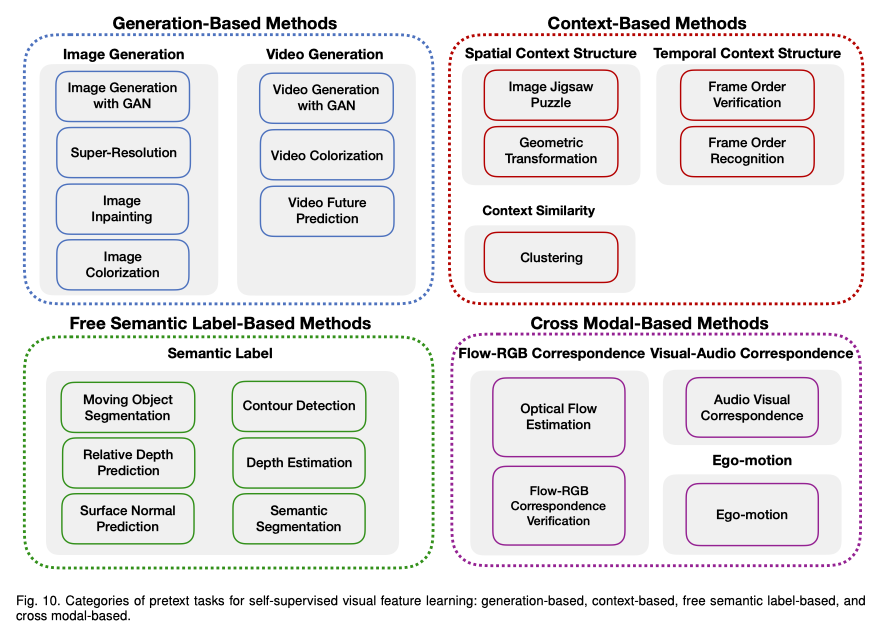 Generation-Based Methods
Image Generation
Image Generation
with GAN
Super-Resolution
Image
Inpainting
Image
Colorization
Video Generation
Video Generation
with GAN
Video Colorization
Video Future
Prediction
Context-Based Methods
Spatial Context Structure
Image Jigsaw
Puzzle
Geometric
Transformation
Temporal Context Structure
Frame Order
Verification
Frame Order
Recognition
Context Similarity
Clustering
Free Semantic Label-Based Methods
Semantic Label
Moving Object
Segmentation
Relative Depth
Prediction
Surface Normal
Prediction
Contour Detection
Depth Estimation
Semantic
Segmentation
Cross Modal-Based Methods
Flow-RGB Correspondence
Optical Flow
Estimation
Flow-RGB
Correspondence
Verification
Visual-Audio Correspondence
Audio Visual
Correspondence
Ego-motion
Ego-motion
Fig. 10. Categories of pretext tasks for self-supervised visual feature learning: generation-based, context-based, free semantic label-based, and
cross modal-based.